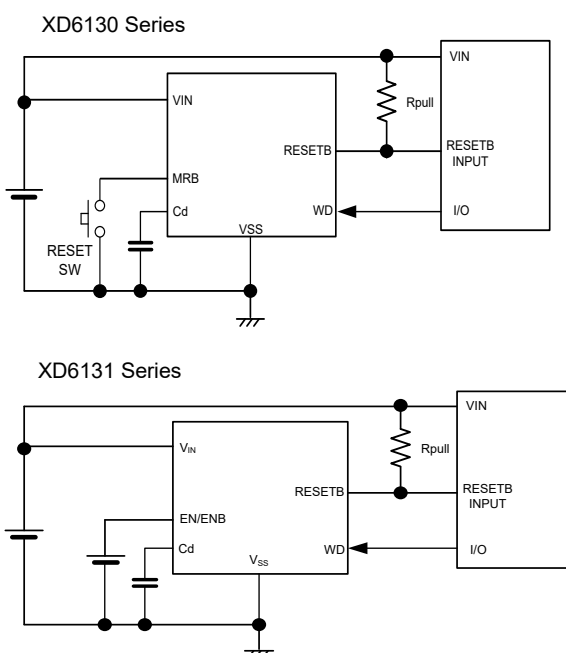 XD6130 Series
VIN
VIN
Rpull
RESETB
RESETB
INPUT
MRB
Cd
WD
I/O
VSS
RESET
SW
XD6131 Series
VIN
VIN
Rpull
RESETB
RESETB
INPUT
EN/ENB
Cd
WD
I/O
VSS